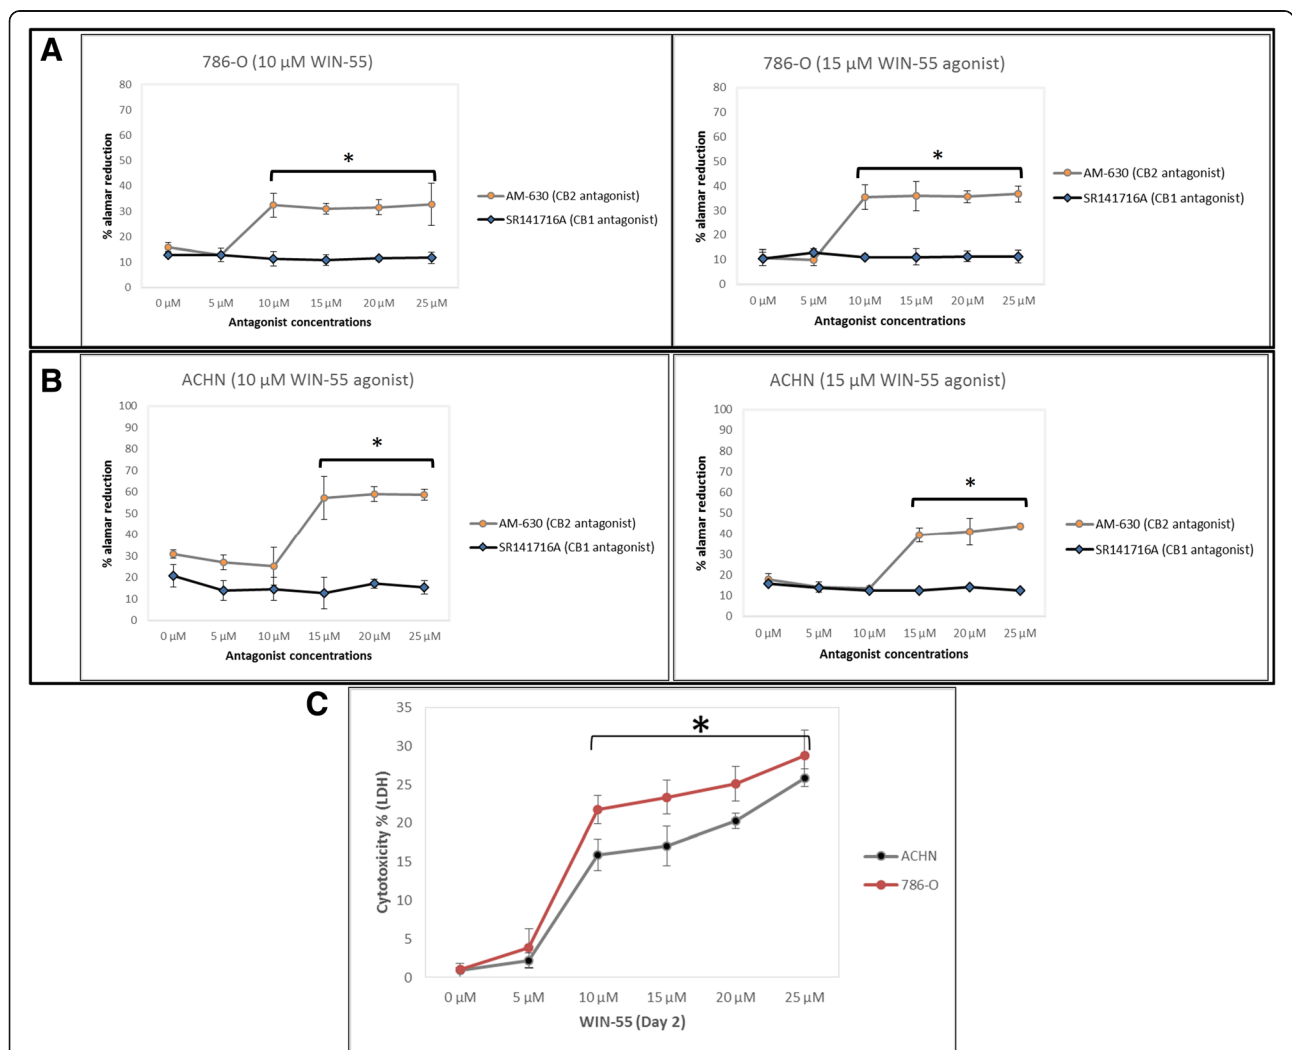 A
786-O (10 µM WIN-55)
80
70
60
50
40
30
20
10
0
% alamar reduction
*
0 µM 5 µM 10 µM 15 µM 20 µM 25 µM
Antagonist concentrations
AM-630 (CB2 antagonist)
SR141716A (CB1 antagonist)
786-O (15 µM WIN-55 agonist)
80
70
60
50
40
30
20
10
0
% alamar reduction
*
0 µM 5 µM 10 µM 15 µM 20 µM 25 µM
Antagonist concentrations
AM-630 (CB2 antagonist)
SR141716A (CB1 antagonist)
B
ACHN (10 µM WIN-55 agonist)
100
90
80
70
60
50
40
30
20
10
0
% alamar reduction
*
0 µM 5 µM 10 µM 15 µM 20 µM 25 µM
Antagonist concentrations
AM-630 (CB2 antagonist)
SR141716A (CB1 antagonist)
ACHN (15 µM WIN-55 agonist)
100
90
80
70
60
50
40
30
20
10
0
% alamar reduction
*
0 µM 5 µM 10 µM 15 µM 20 µM 25 µM
Antagonist concentrations
AM-630 (CB2 antagonist)
SR141716A (CB1 antagonist)
C
35
30
25
20
15
10
5
0
Cytotoxicity % (LDH)
*
0 µM 5 µM 10 µM 15 µM 20 µM 25 µM
WIN-55 (Day 2)
ACHN
786-O